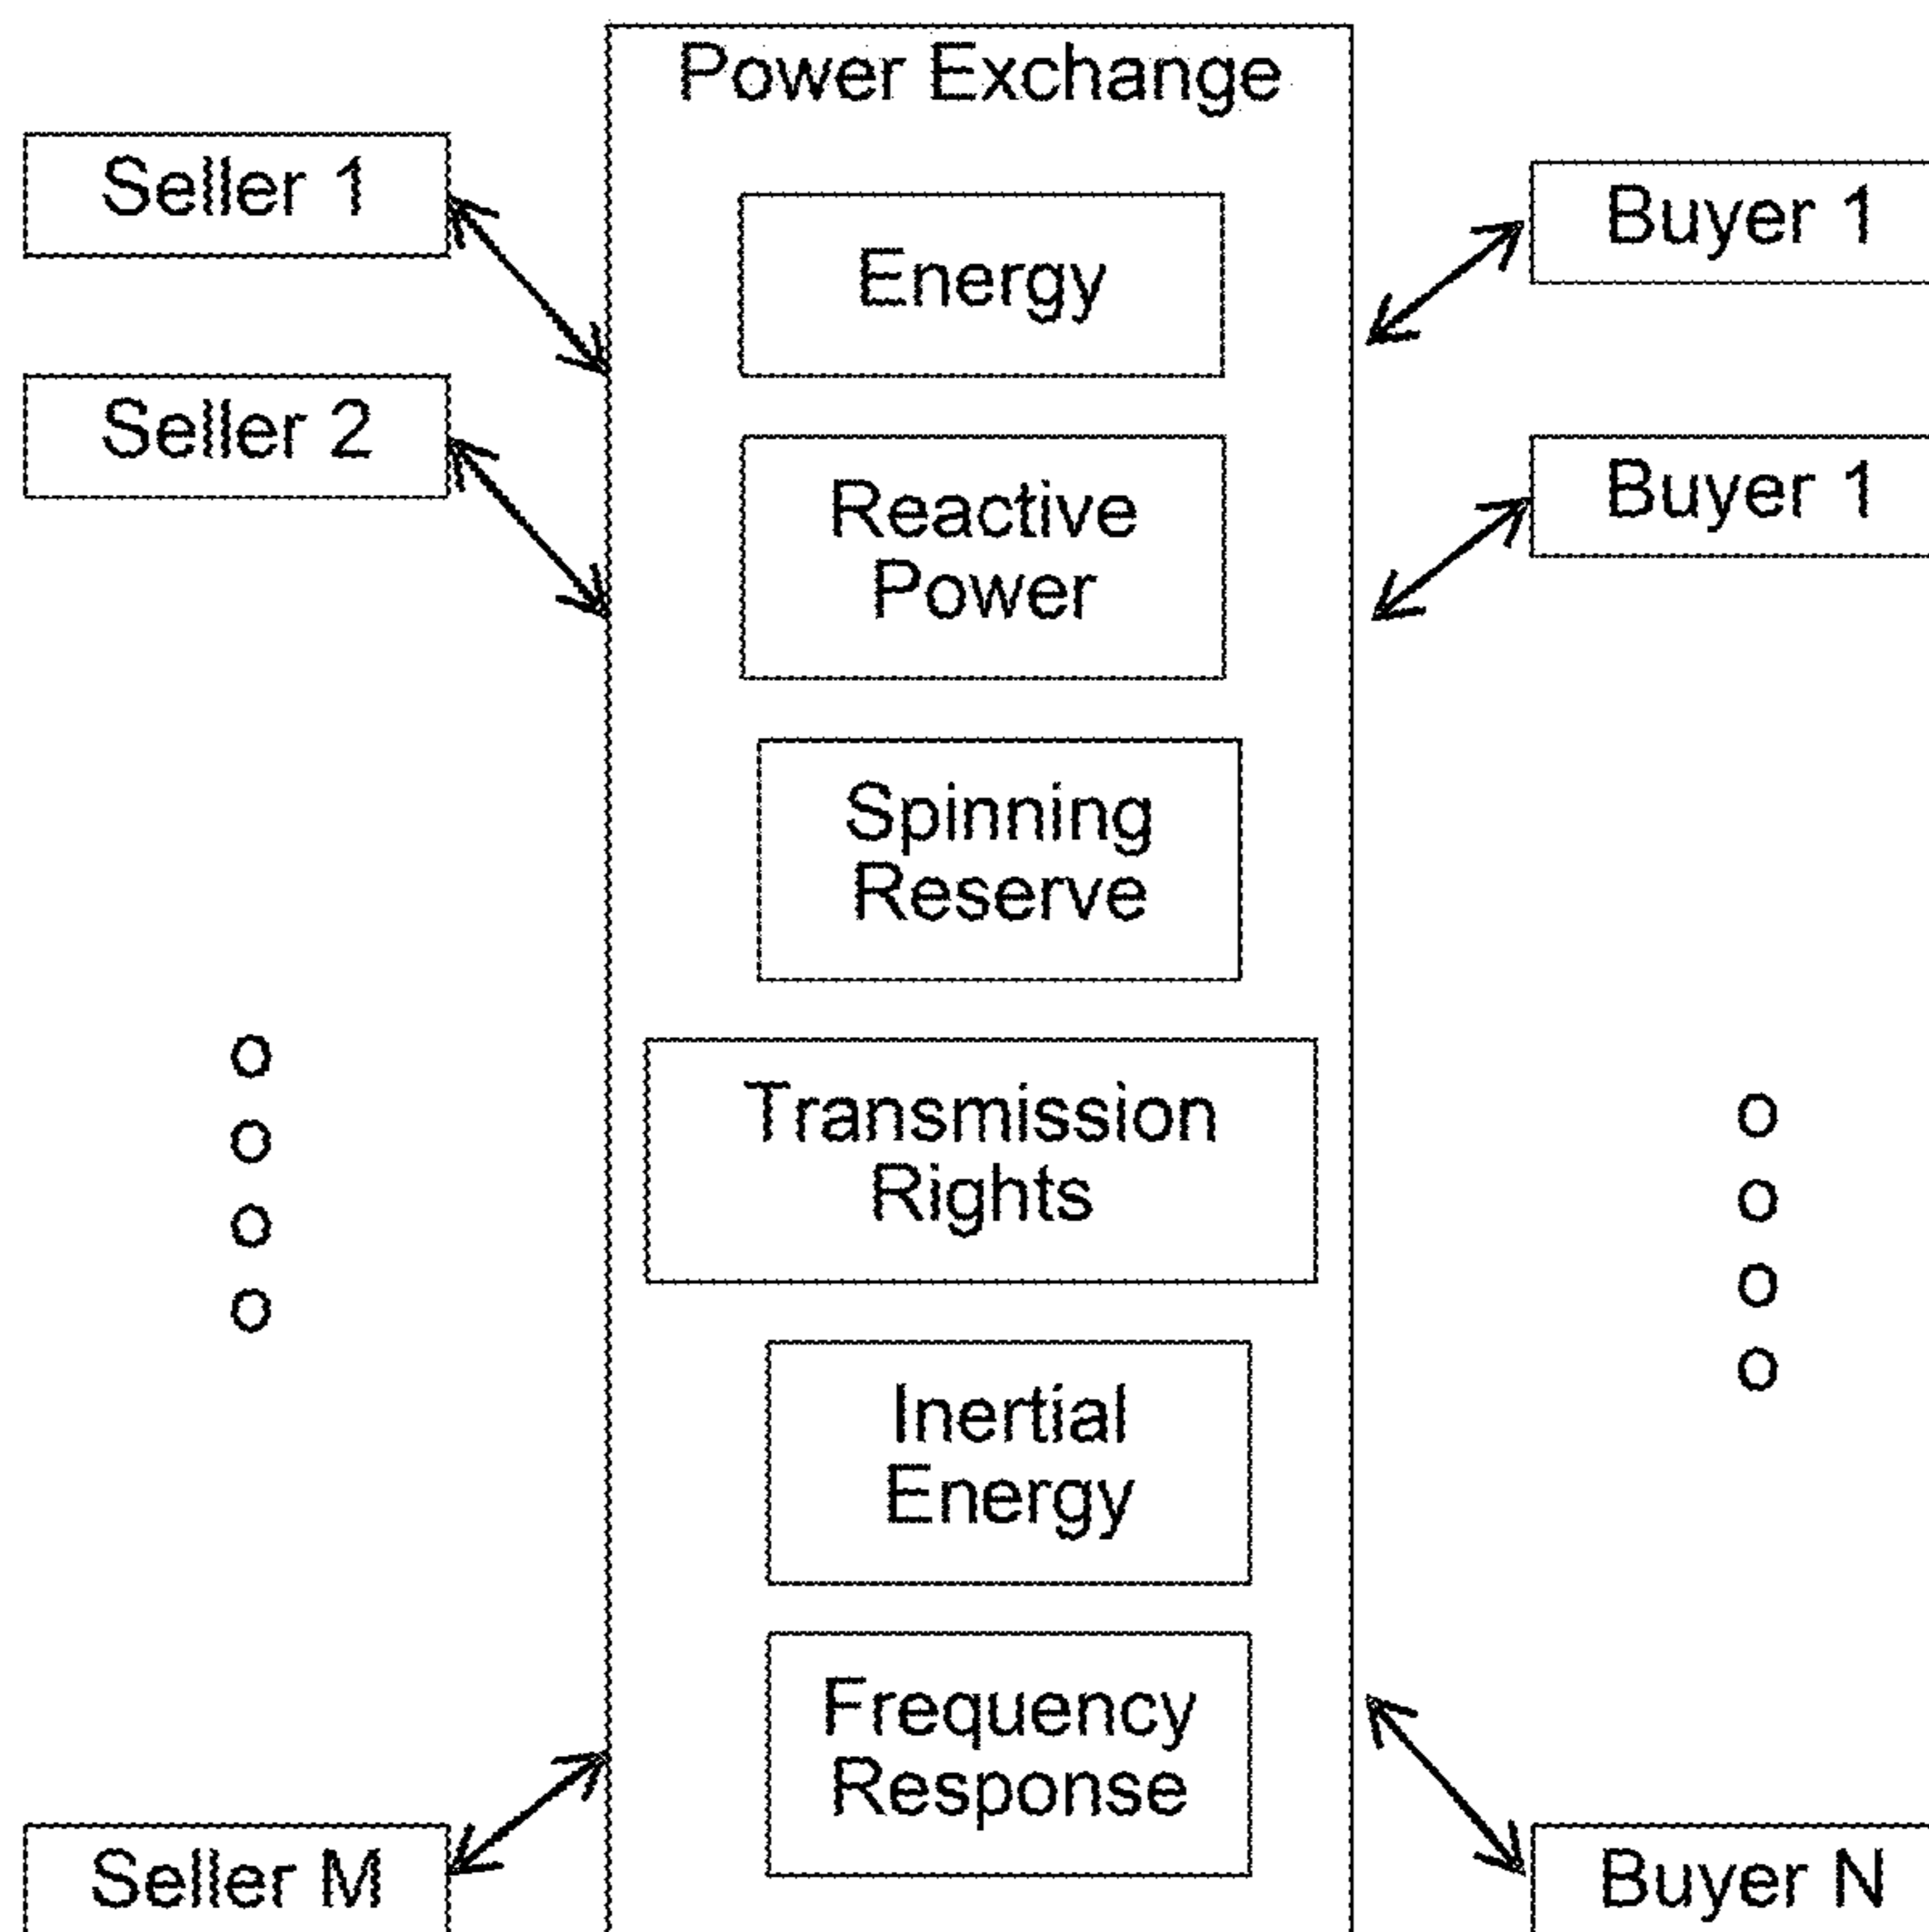 Power Exchange
Seller 1
Seller 2
Seller M
Energy
Reactive
Power
Spinning
Reserve
Transmission
Rights
Inertial
Energy
Frequency
Response
Buyer 1
Buyer 1
Buyer N